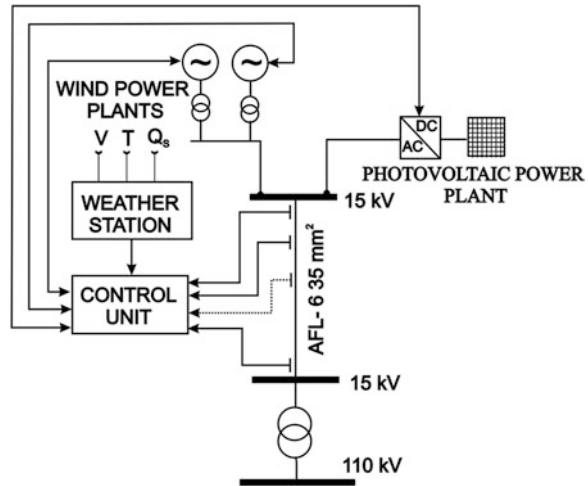 ~ ~
WIND POWER
PLANTS
V T Qs
WEATHER
STATION
CONTROL
UNIT
DC
AC
PHOTOVOLTAIC POWER
PLANT
15 kV
AFL- 6 35 mm²
15 kV
110 kV